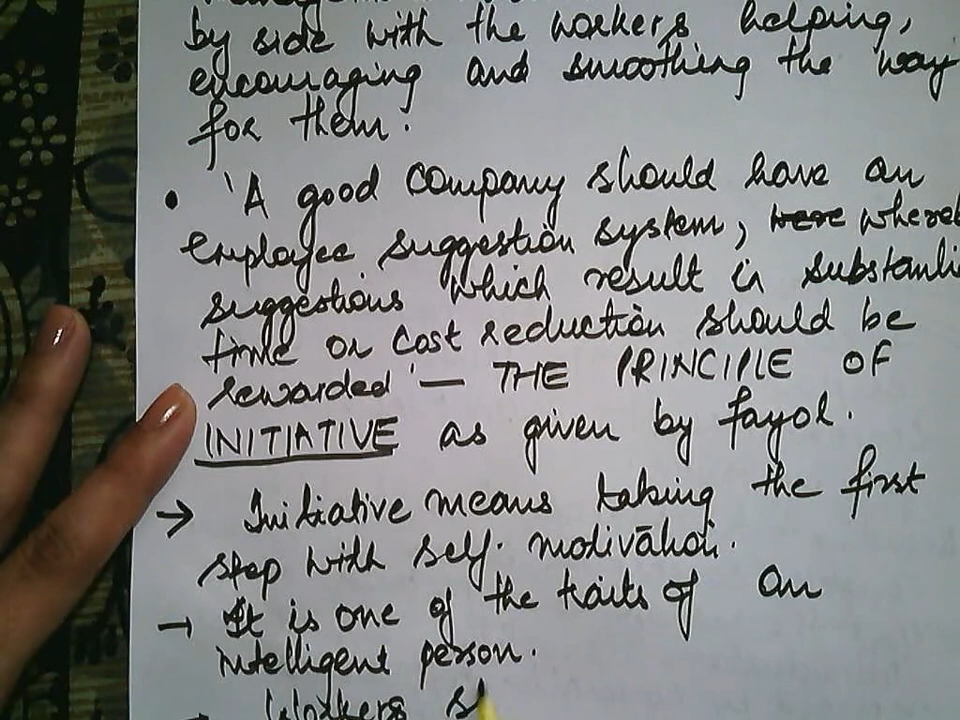 by side with the workers helping,
encouraging and smoothing the way
for them.
• 'A good company should have an
employee suggestion system, here
suggestions which result in
time or cost reduction should be
rewarded' — THE PRINCIPLE OF
INITIATIVE as given by fayol.
→ Initiative means taking the first
step with self-motivation.
→ It is one of the traits of an
intelligent person.
Workers